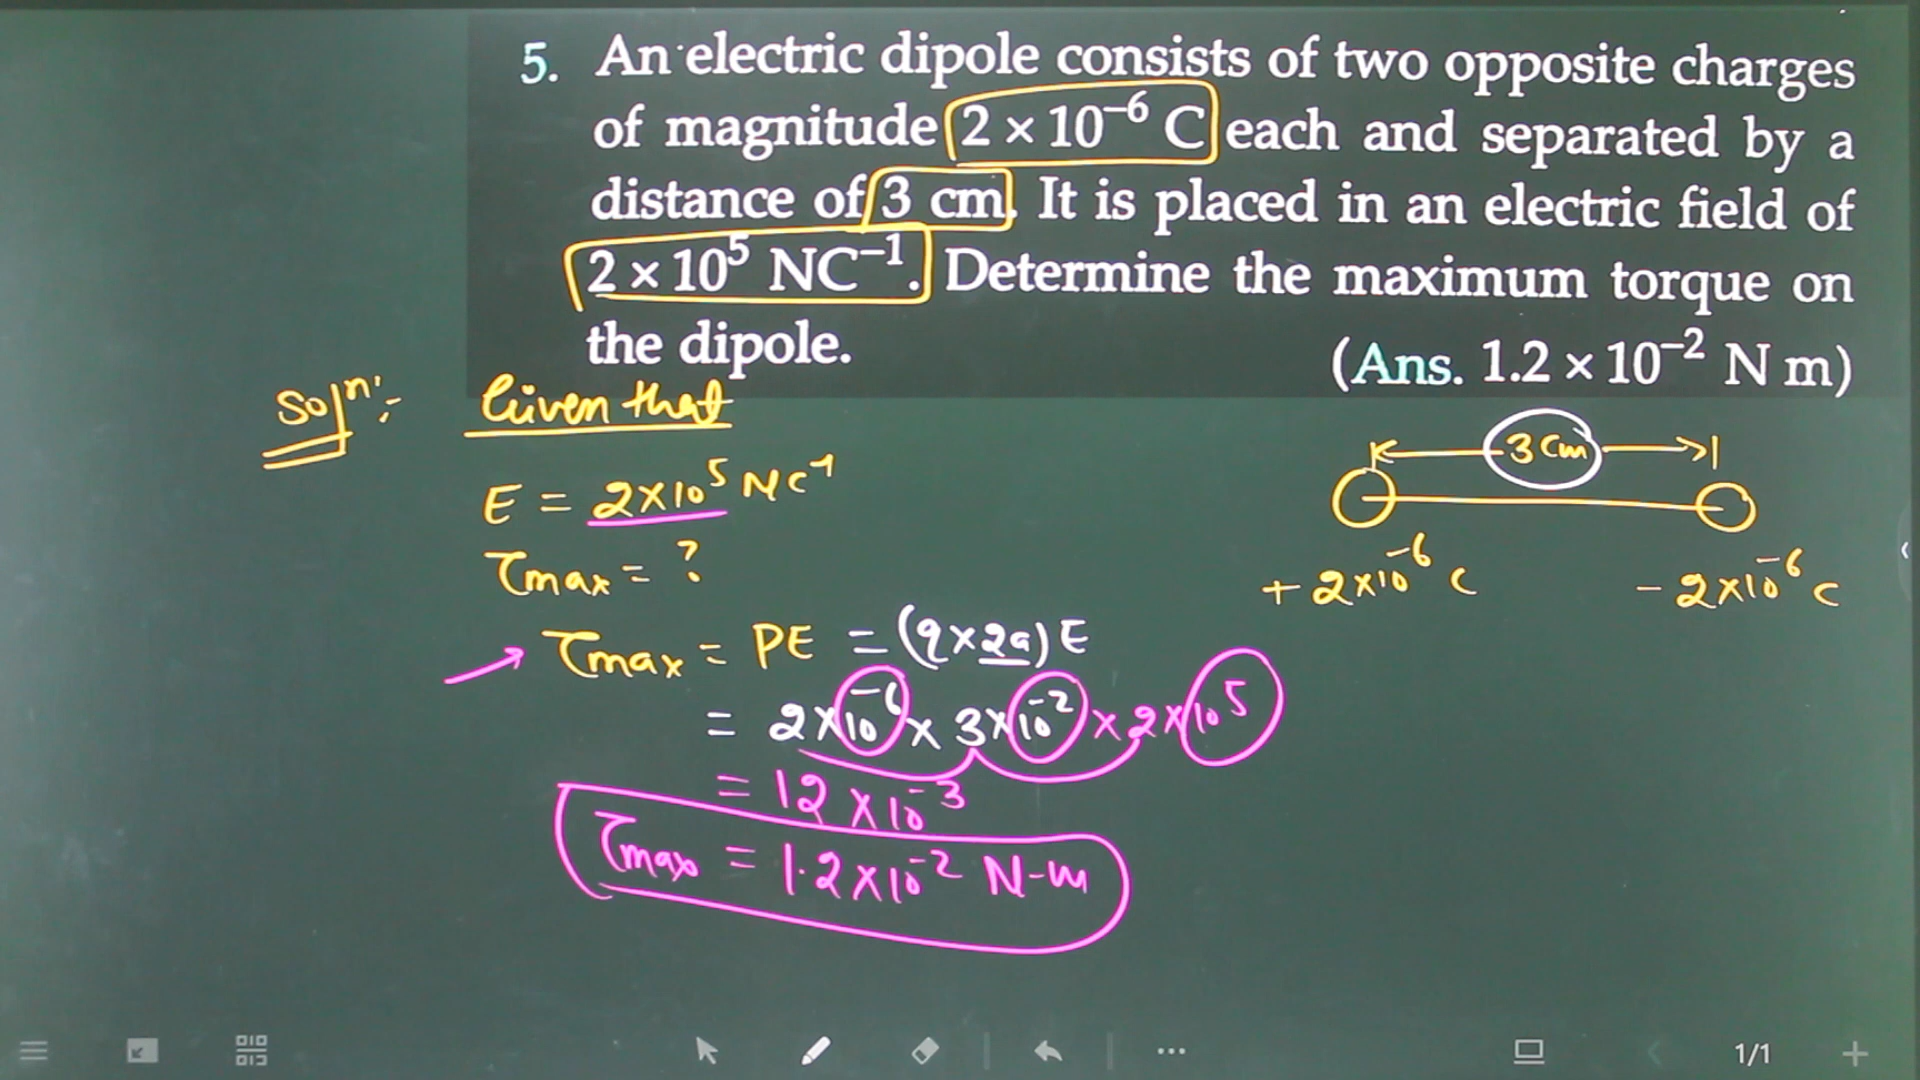 5. An electric dipole consists of two opposite charges
of magnitude 2 × 10⁻⁶ C each and separated by a
distance of 3 cm. It is placed in an electric field of
2 × 10⁵ NC⁻¹. Determine the maximum torque on
the dipole. (Ans. 1.2 × 10⁻² N m)
Solⁿ:- Given that
3 cm
E = 2×10⁵ NC⁻¹
τmax = ?
+2×10⁻⁶ C
-2×10⁻⁶ C
τmax = PE = (q×2a)E
= 2×10⁻⁶ × 3×10⁻² × 2×10⁵
= 12 ×10⁻³
τmax = 1.2×10⁻² N-m
1/1